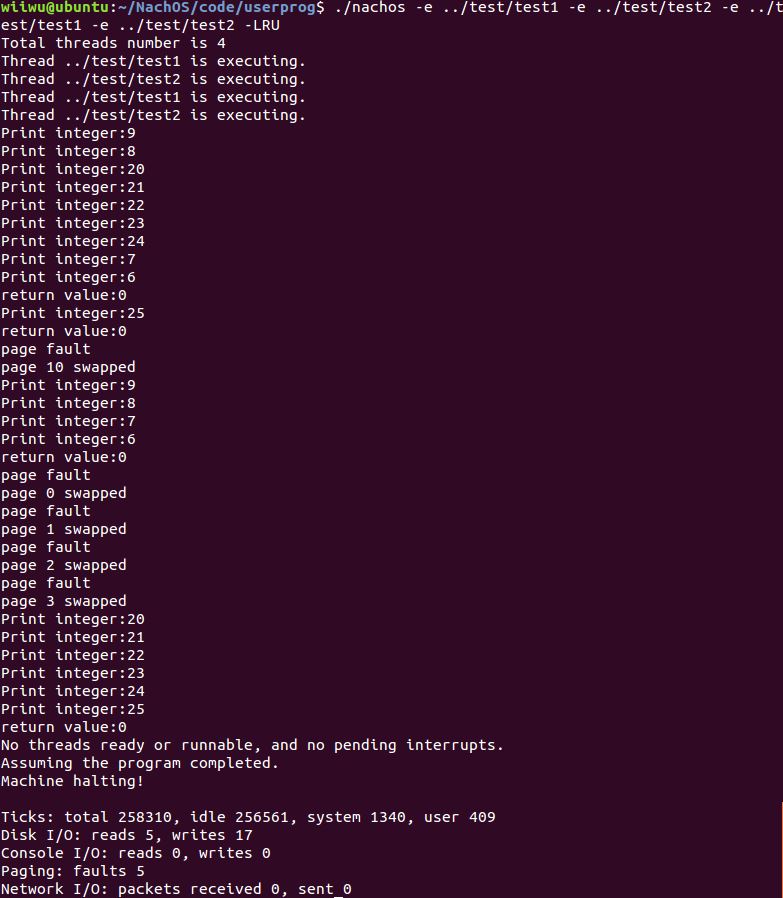 wiiwu@ubuntu:~/NachOS/code/userprog$ ./nachos -e ../test/test1 -e ../test/test2 -e ../t
est/test1 -e ../test/test2 -LRU
Total threads number is 4
Thread ../test/test1 is executing.
Thread ../test/test2 is executing.
Thread ../test/test1 is executing.
Thread ../test/test2 is executing.
Print integer:9
Print integer:8
Print integer:20
Print integer:21
Print integer:22
Print integer:23
Print integer:24
Print integer:7
Print integer:6
return value:0
Print integer:25
return value:0
page fault
page 10 swapped
Print integer:9
Print integer:8
Print integer:7
Print integer:6
return value:0
page fault
page 0 swapped
page fault
page 1 swapped
page fault
page 2 swapped
page fault
page 3 swapped
Print integer:20
Print integer:21
Print integer:22
Print integer:23
Print integer:24
Print integer:25
return value:0
No threads ready or runnable, and no pending interrupts.
Assuming the program completed.
Machine halting!

Ticks: total 258310, idle 256561, system 1340, user 409
Disk I/O: reads 5, writes 17
Console I/O: reads 0, writes 0
Paging: faults 5
Network I/O: packets received 0, sent 0